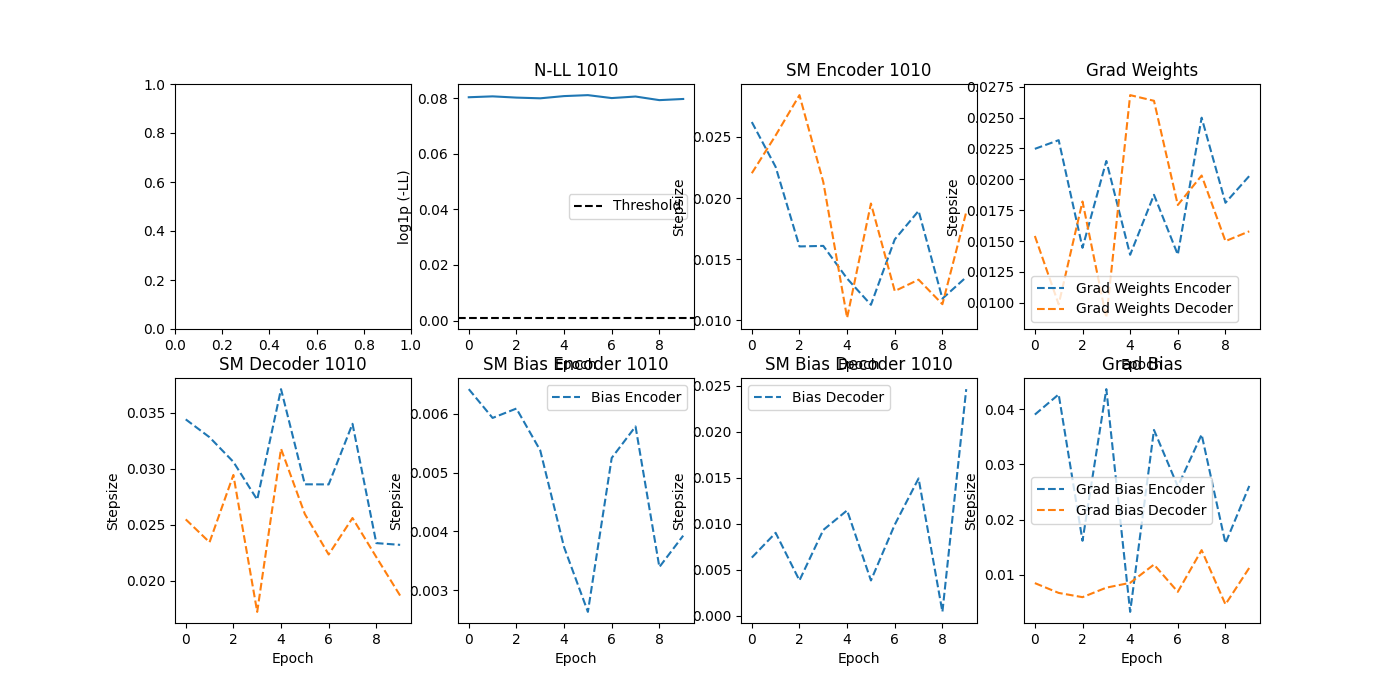 N-LL 1010
SM Encoder 1010
Grad Weights
1.0
0.8
0.6
0.4
0.2
0.0
0.0 0.2 0.4 0.6 0.8 1.0
log1p (-LL)
0.08
0.06
0.04
0.02
0.00
Threshold
0 2 4 6 8
Epoch
Stepsize
0.025
0.020
0.015
0.010
0 2 4 6 8
Epoch
Stepsize
0.0275
0.0250
0.0225
0.0200
0.0175
0.0150
0.0125
0.0100
Grad Weights Encoder
Grad Weights Decoder
0 2 4 6 8
Epoch
SM Decoder 1010
SM Bias Encoder 1010
SM Bias Decoder 1010
Grad Bias
Stepsize
0.035
0.030
0.025
0.020
0 2 4 6 8
Epoch
Stepsize
0.006
0.005
0.004
0.003
Bias Encoder
0 2 4 6 8
Epoch
Stepsize
0.025
0.020
0.015
0.010
0.005
0.000
Bias Decoder
0 2 4 6 8
Epoch
Stepsize
0.04
0.03
0.02
0.01
Grad Bias Encoder
Grad Bias Decoder
0 2 4 6 8
Epoch